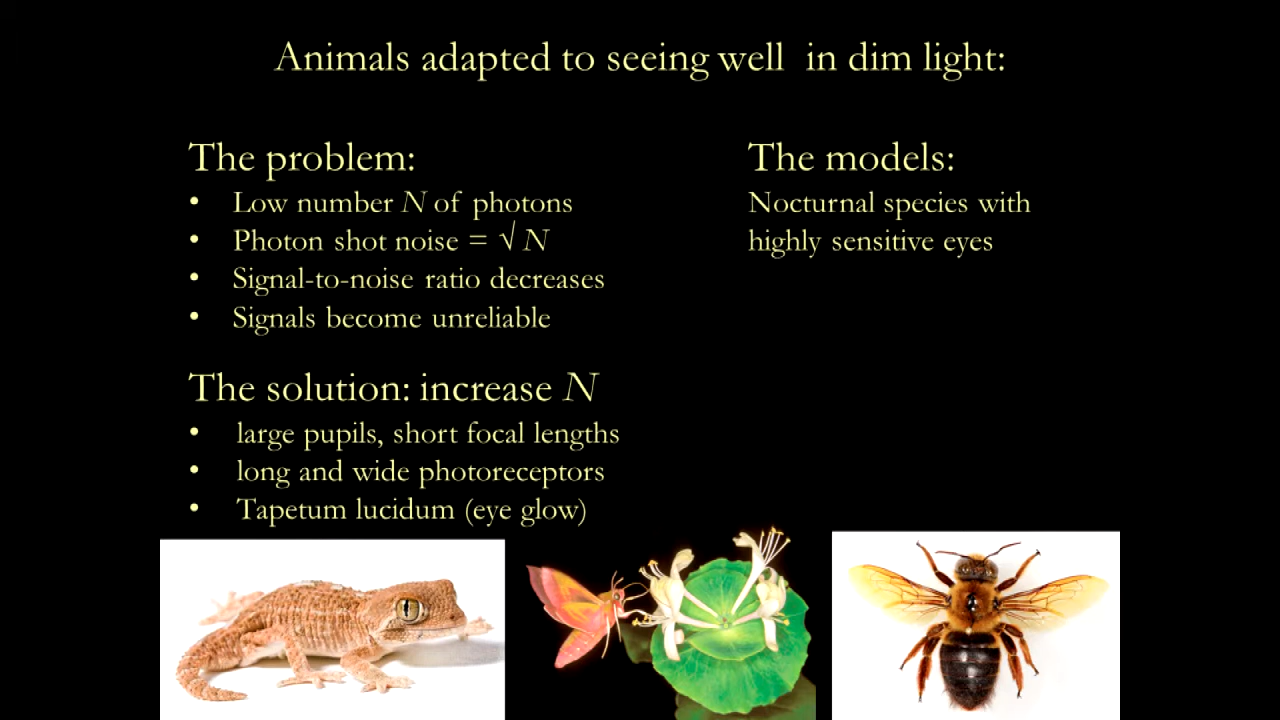 Animals adapted to seeing well in dim light:
The problem:
• Low number N of photons
• Photon shot noise = √ N
• Signal-to-noise ratio decreases
• Signals become unreliable
The solution: increase N
• large pupils, short focal lengths
• long and wide photoreceptors
• Tapetum lucidum (eye glow)
The models:
Nocturnal species with
highly sensitive eyes